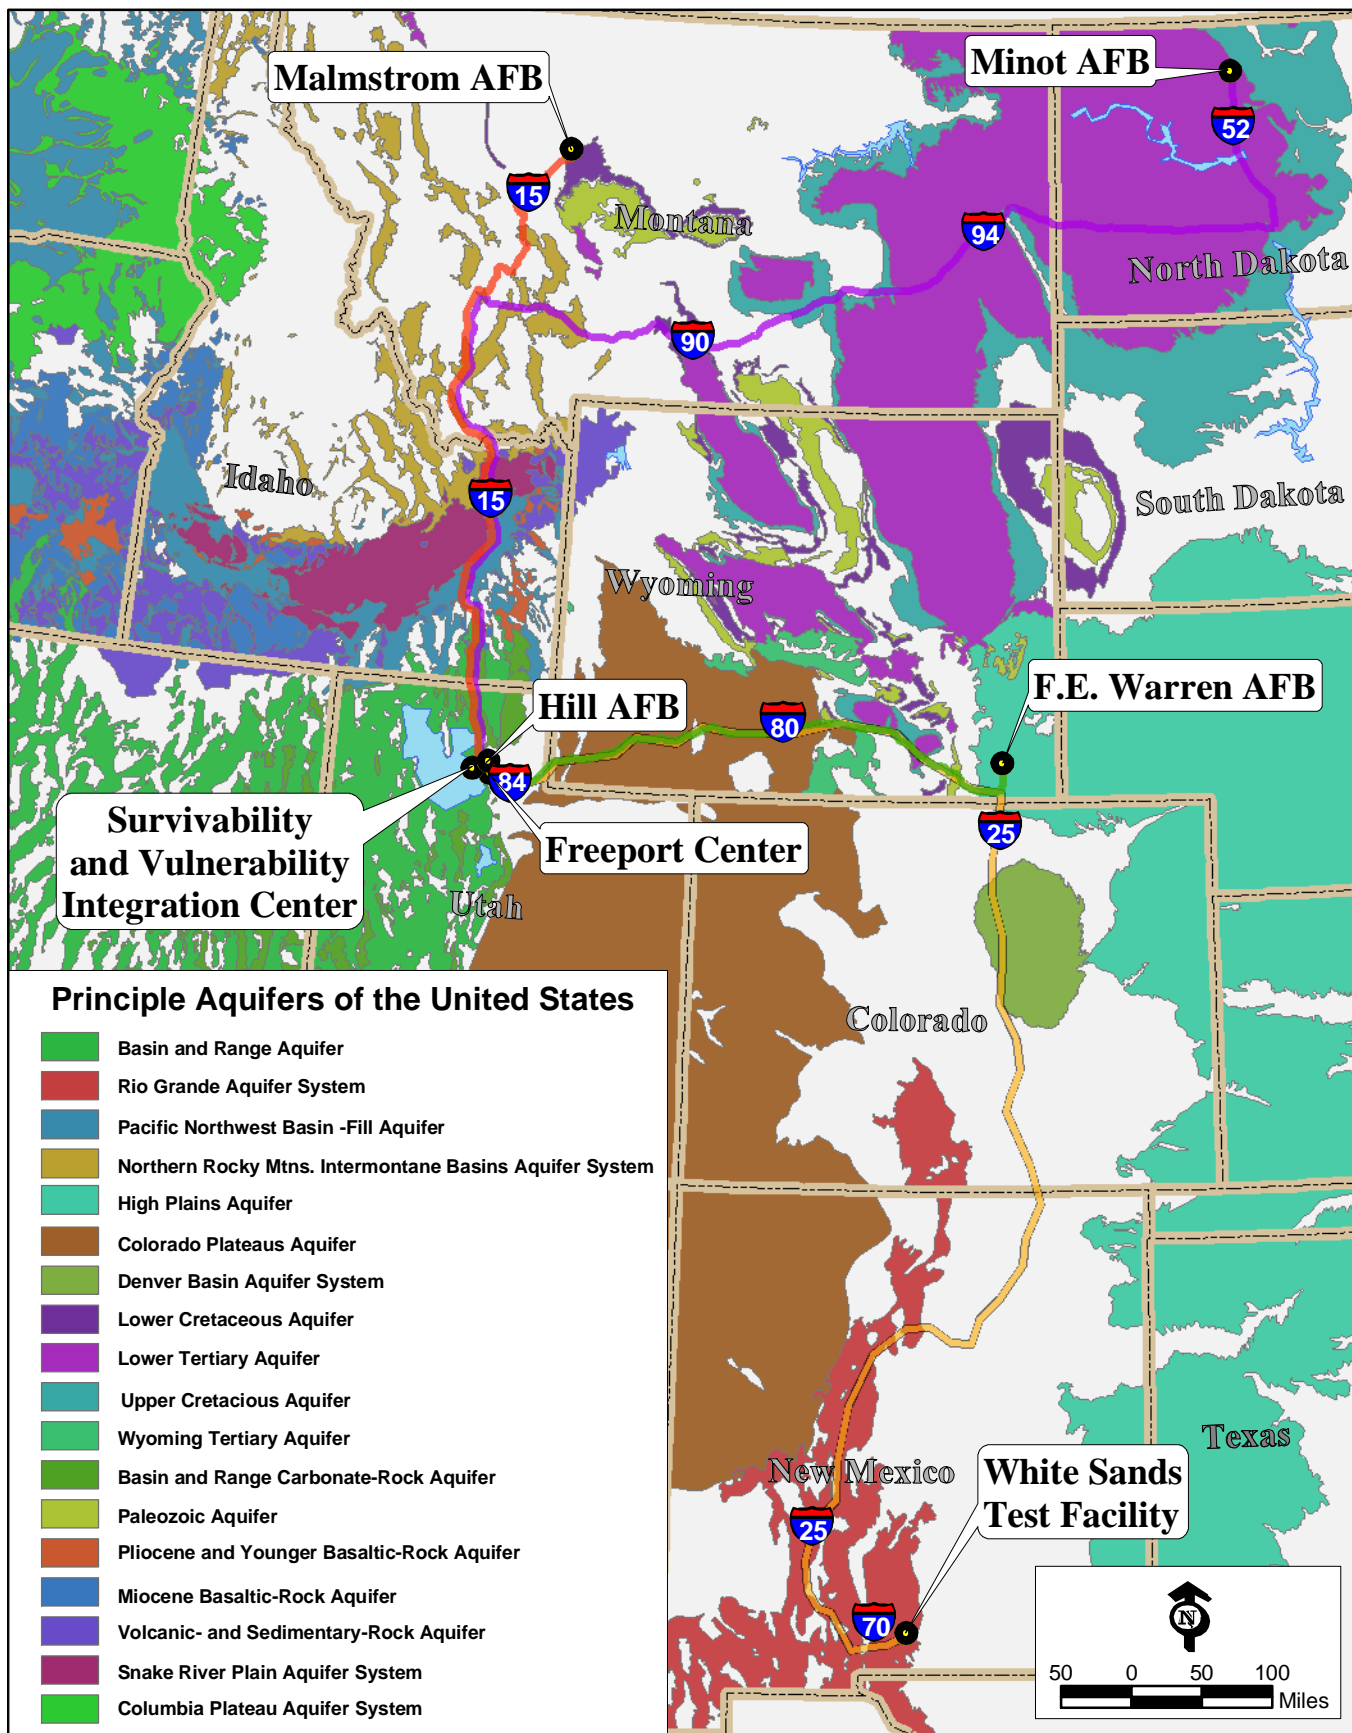 Malmstrom AFB
Minot AFB
52
15
Montana
94
North Dakota
90
Idaho
15
South Dakota
Wyoming
F.E. Warren AFB
Hill AFB
80
84
Survivability
and Vulnerability
Integration Center
25
Freeport Center
Utah
Colorado
Principle Aquifers of the United States
Basin and Range Aquifer
Rio Grande Aquifer System
Pacific Northwest Basin -Fill Aquifer
Northern Rocky Mtns. Intermontane Basins Aquifer System
High Plains Aquifer
Colorado Plateaus Aquifer
Denver Basin Aquifer System
Lower Cretaceous Aquifer
Lower Tertiary Aquifer
Upper Cretacious Aquifer
Wyoming Tertiary Aquifer
Basin and Range Carbonate-Rock Aquifer
Paleozoic Aquifer
Pliocene and Younger Basaltic-Rock Aquifer
Miocene Basaltic-Rock Aquifer
Volcanic- and Sedimentary-Rock Aquifer
Snake River Plain Aquifer System
Columbia Plateau Aquifer System
Texas
New Mexico
White Sands
Test Facility
25
70
N
50 0 50 100
Miles